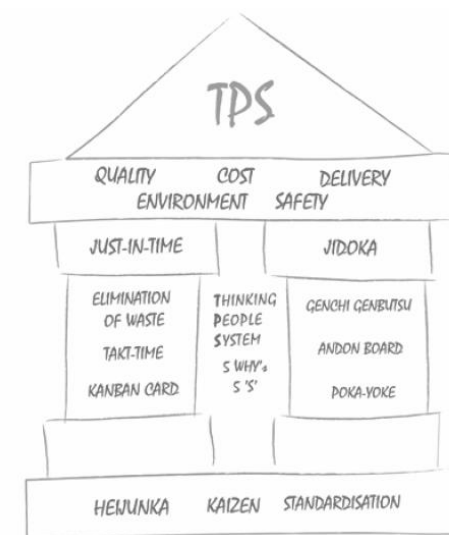 TPS
QUALITY COST DELIVERY
ENVIRONMENT SAFETY
JUST-IN-TIME
JIDOKA
ELIMINATION
OF WASTE
TAKT-TIME
KANBAN CARD
THINKING
PEOPLE
SYSTEM
5 WHY's
5 'S'
GENCHI GENBUTSU
ANDON BOARD
POKA-YOKE
HEIJUNKA KAIZEN STANDARDISATION